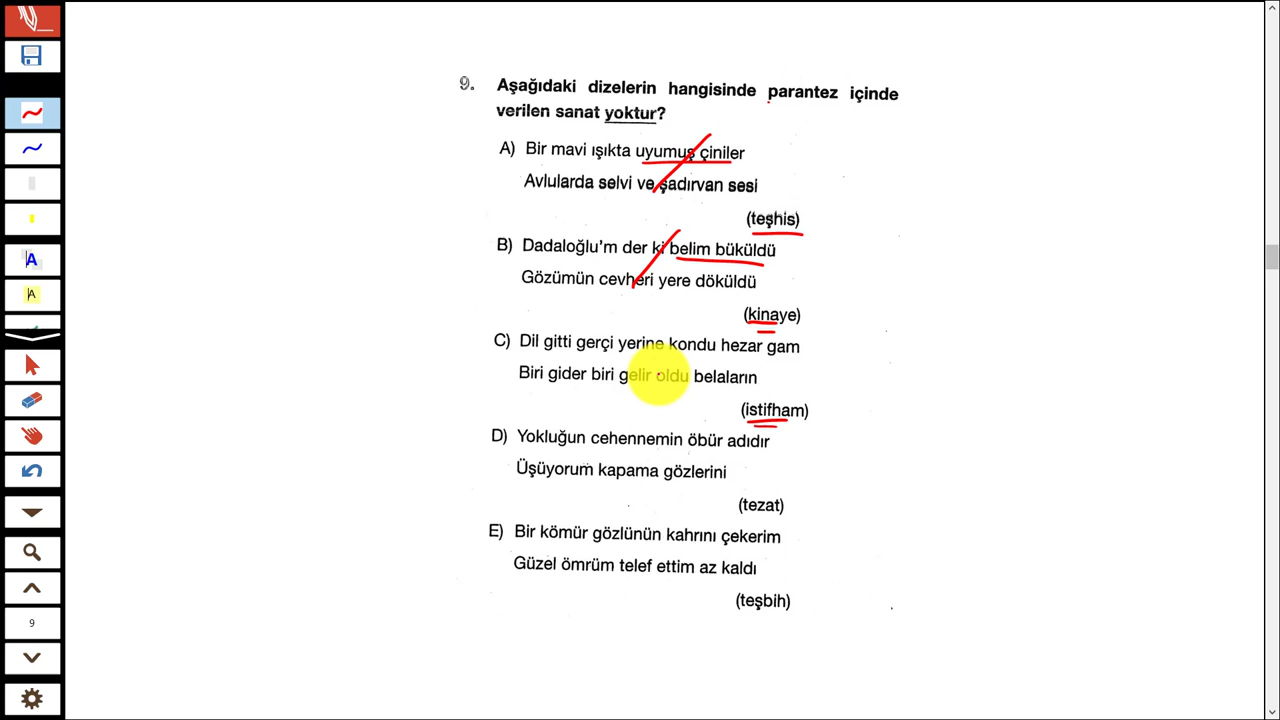 9. Aşağıdaki dizelerin hangisinde parantez içinde
verilen sanat yoktur?
A) Bir mavi ışıkta uyumuş çiniler
Avlularda selvi ve şadırvan sesi
(teşhis)
B) Dadaloğlu'm der ki belim büküldü
Gözümün cevheri yere döküldü
(kinaye)
C) Dil gitti gerçi yerine kondu hezar gam
Biri gider biri gelir oldu belaların
(istifham)
D) Yokluğun cehennemin öbür adıdır
Üşüyorum kapama gözlerini
(tezat)
E) Bir kömür gözlünün kahrını çekerim
Güzel ömrüm telef ettim az kaldı
(teşbih)
A
A
9